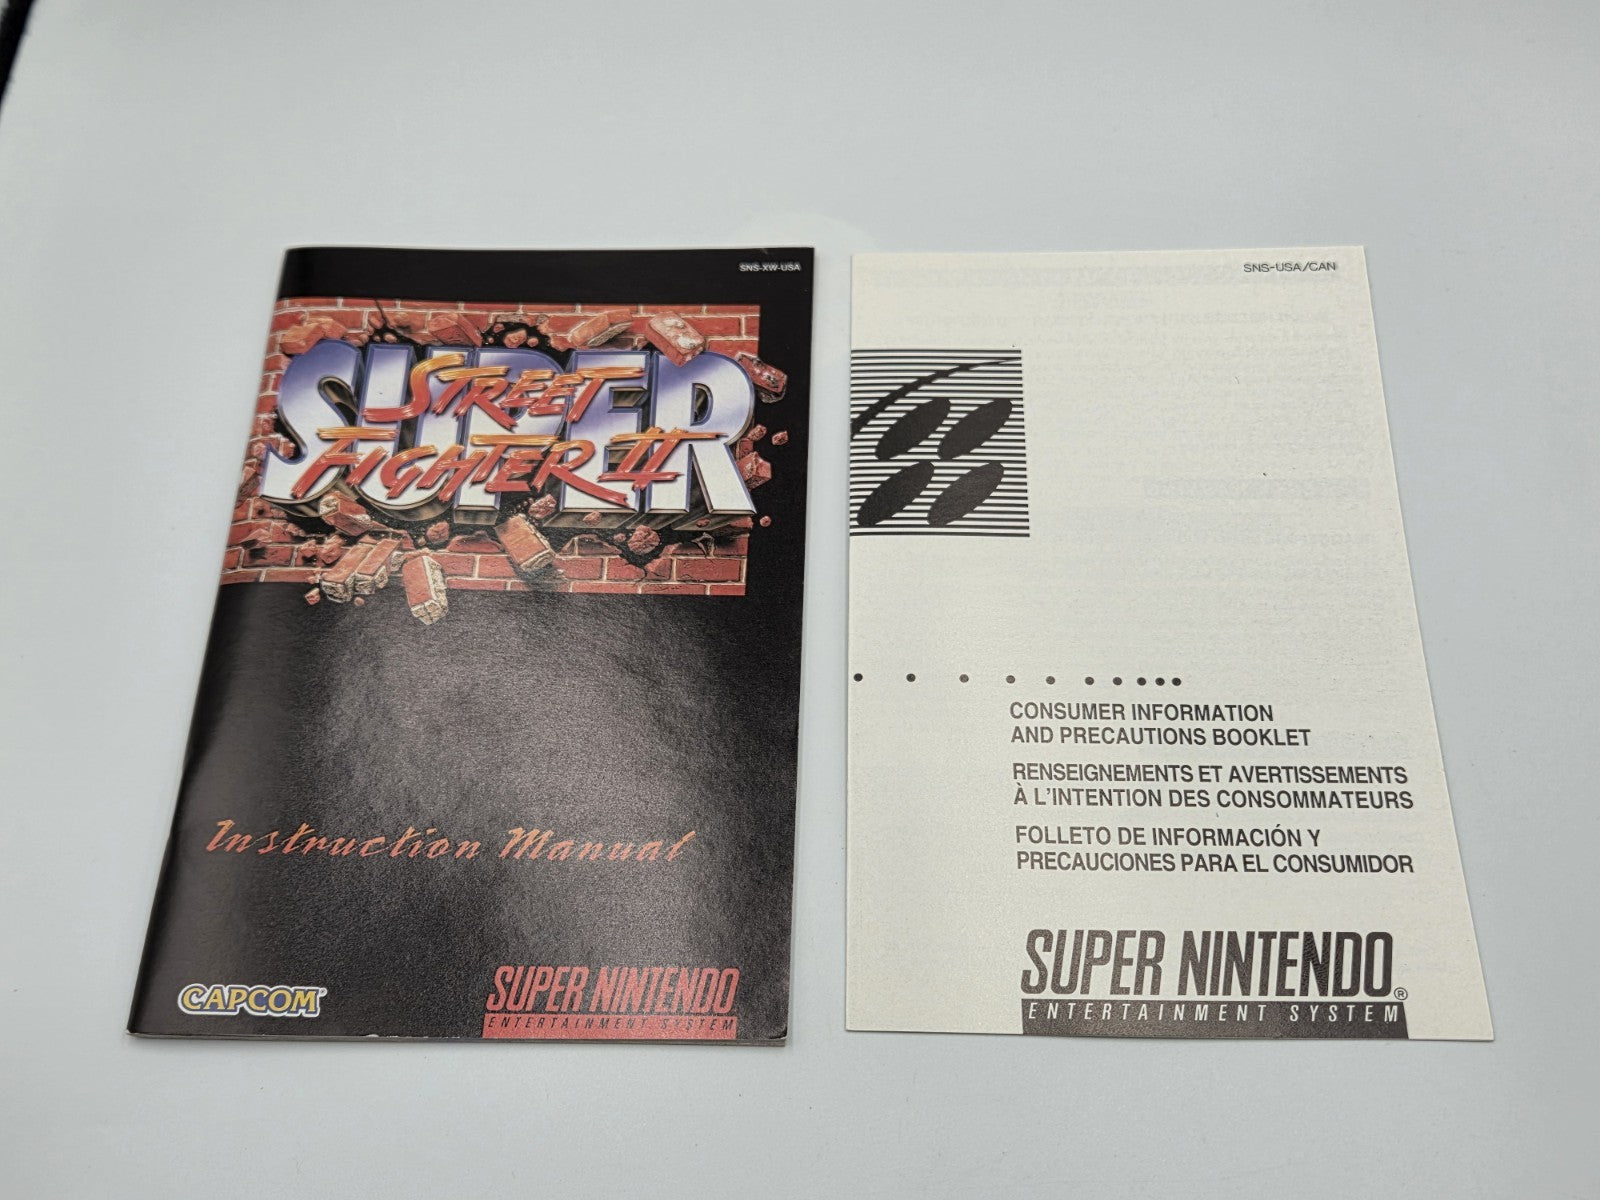 SNS-XW-USA
SUPER
STREET
FIGHTER II
Instruction Manual
CAPCOM®
SUPER NINTENDO
ENTERTAINMENT SYSTEM
SNS-USA/CAN
CONSUMER INFORMATION
AND PRECAUTIONS BOOKLET
RENSEIGNEMENTS ET AVERTISSEMENTS
À L'INTENTION DES CONSOMMATEURS
FOLLETO DE INFORMACIÓN Y
PRECAUCIONES PARA EL CONSUMIDOR
SUPER NINTENDO®
ENTERTAINMENT SYSTEM